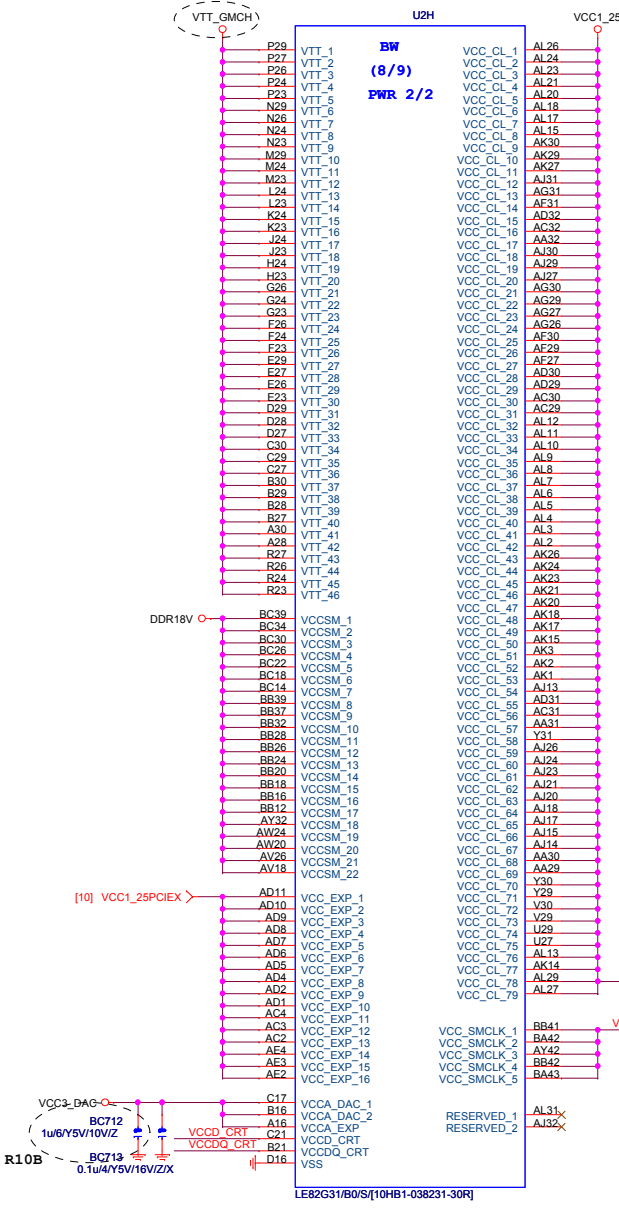 VTT_GMCH U2H VCC1_25
BW
(8/9)
PWR 2/2
P29 VTT_1 VCC_CL_1 AL26
P27 VTT_2 VCC_CL_2 AL24
P26 VTT_3 VCC_CL_3 AL23
P24 VTT_4 VCC_CL_4 AL21
P23 VTT_5 VCC_CL_5 AL20
N29 VTT_6 VCC_CL_6 AL18
N26 VTT_7 VCC_CL_7 AL17
N24 VTT_8 VCC_CL_8 AL15
N23 VTT_9 VCC_CL_9 AK30
M29 VTT_10 VCC_CL_10 AK29
M24 VTT_11 VCC_CL_11 AK27
M23 VTT_12 VCC_CL_12 AJ31
L24 VTT_13 VCC_CL_13 AG31
L23 VTT_14 VCC_CL_14 AF31
K24 VTT_15 VCC_CL_15 AD32
K23 VTT_16 VCC_CL_16 AC32
J24 VTT_17 VCC_CL_17 AA32
J23 VTT_18 VCC_CL_18 AJ30
H24 VTT_19 VCC_CL_19 AJ29
H23 VTT_20 VCC_CL_20 AJ27
G26 VTT_21 VCC_CL_21 AG30
G24 VTT_22 VCC_CL_22 AG29
G23 VTT_23 VCC_CL_23 AG27
F26 VTT_24 VCC_CL_24 AG26
F24 VTT_25 VCC_CL_25 AF30
F23 VTT_26 VCC_CL_26 AF29
E29 VTT_27 VCC_CL_27 AF27
E27 VTT_28 VCC_CL_28 AD30
E26 VTT_29 VCC_CL_29 AD29
E23 VTT_30 VCC_CL_30 AC30
D29 VTT_31 VCC_CL_31 AC29
D28 VTT_32 VCC_CL_32 AL12
D27 VTT_33 VCC_CL_33 AL11
C30 VTT_34 VCC_CL_34 AL10
C29 VTT_35 VCC_CL_35 AL9
C27 VTT_36 VCC_CL_36 AL8
B30 VTT_37 VCC_CL_37 AL7
B29 VTT_38 VCC_CL_38 AL6
B28 VTT_39 VCC_CL_39 AL5
B27 VTT_40 VCC_CL_40 AL4
A30 VTT_41 VCC_CL_41 AL3
A28 VTT_42 VCC_CL_42 AL2
R27 VTT_43 VCC_CL_43 AK26
R26 VTT_44 VCC_CL_44 AK24
R24 VTT_45 VCC_CL_45 AK23
R23 VTT_46 VCC_CL_46 AK21
VCC_CL_47 AK20
DDR18V BC39 VCCSM_1 VCC_CL_48 AK18
BC34 VCCSM_2 VCC_CL_49 AK17
BC30 VCCSM_3 VCC_CL_50 AK15
BC26 VCCSM_4 VCC_CL_51 AK3
BC22 VCCSM_5 VCC_CL_52 AK2
BC18 VCCSM_6 VCC_CL_53 AK1
BC14 VCCSM_7 VCC_CL_54 AJ13
BB39 VCCSM_8 VCC_CL_55 AD31
BB37 VCCSM_9 VCC_CL_56 AC31
BB32 VCCSM_10 VCC_CL_57 AA31
BB28 VCCSM_11 VCC_CL_58 Y31
BB26 VCCSM_12 VCC_CL_59 AJ26
BB24 VCCSM_13 VCC_CL_60 AJ24
BB20 VCCSM_14 VCC_CL_61 AJ23
BB18 VCCSM_15 VCC_CL_62 AJ21
BB16 VCCSM_16 VCC_CL_63 AJ20
BB12 VCCSM_17 VCC_CL_64 AJ18
AY32 VCCSM_18 VCC_CL_65 AJ17
AW24 VCCSM_19 VCC_CL_66 AJ15
AW20 VCCSM_20 VCC_CL_67 AJ14
AV26 VCCSM_21 VCC_CL_68 AA30
AV18 VCCSM_22 VCC_CL_69 AA29
VCC_CL_70 Y30
[10] VCC1_25PCIEX AD11 VCC_EXP_1 VCC_CL_71 Y29
AD10 VCC_EXP_2 VCC_CL_72 V30
AD9 VCC_EXP_3 VCC_CL_73 V29
AD8 VCC_EXP_4 VCC_CL_74 U29
AD7 VCC_EXP_5 VCC_CL_75 U27
AD6 VCC_EXP_6 VCC_CL_76 AL13
AD5 VCC_EXP_7 VCC_CL_77 AK14
AD4 VCC_EXP_8 VCC_CL_78 AL29
AD2 VCC_EXP_9 VCC_CL_79 AL27
AD1 VCC_EXP_10
AC4 VCC_EXP_11
AC3 VCC_EXP_12 VCC_SMCLK_1 BB41 V
AC2 VCC_EXP_13 VCC_SMCLK_2 BA42
AE4 VCC_EXP_14 VCC_SMCLK_3 AY42
AE3 VCC_EXP_15 VCC_SMCLK_4 BB42
AE2 VCC_EXP_16 VCC_SMCLK_5 BA43
VCC3_DAC C17 VCCA_DAC_1
B16 VCCA_DAC_2 RESERVED_1 AL31
BC712 A16 VCCA_EXP RESERVED_2 AJ32
1u/6/Y5V/10V/Z VCCD_CRT C21 VCCD_CRT
VCCDQ_CRT B21 VCCDQ_CRT
R10B BC713 D16 VSS
0.1u/4/Y5V/16V/Z/X
LE82G31/B0/S/[10HB1-038231-30R]